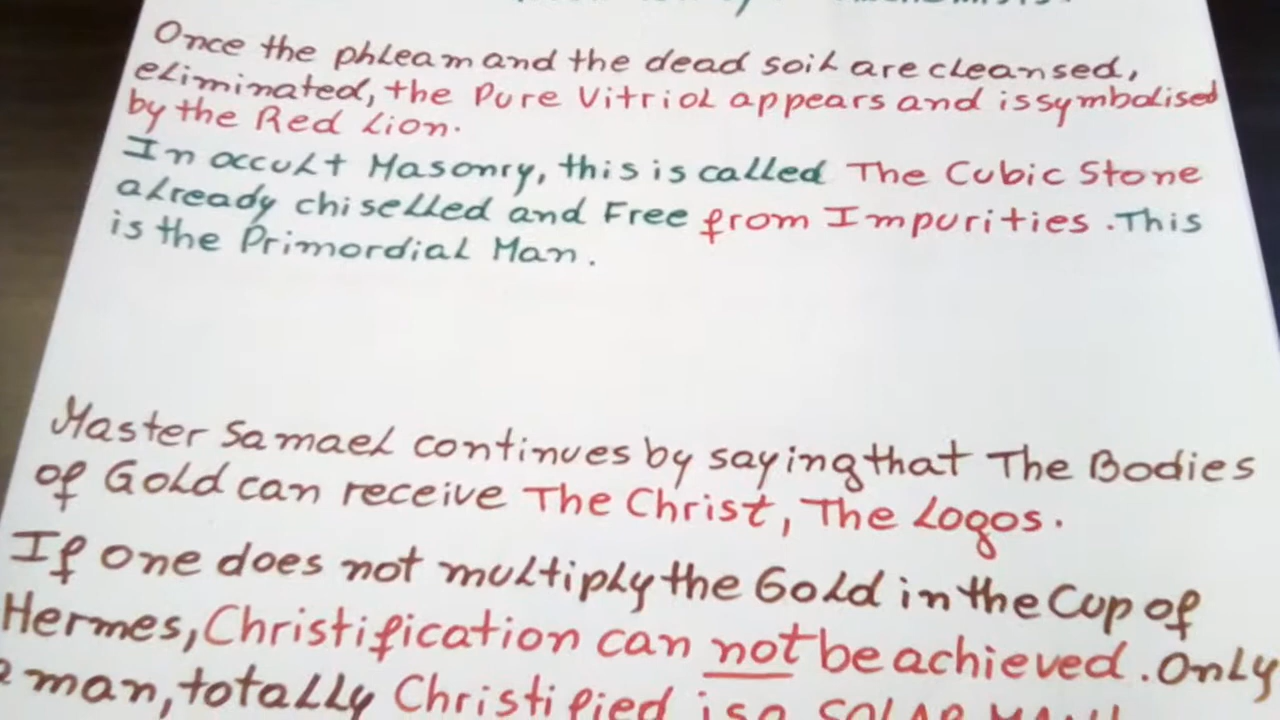 Once the phleam and the dead soil are cleansed,
eliminated, the Pure Vitriol appears and is symbolised
by the Red Lion.
In occult Masonry, this is called The Cubic Stone
already chiselled and Free from Impurities. This
is the Primordial Man.
Master Samael continues by saying that The Bodies
of Gold can receive The Christ, The Logos.
If one does not multiply the Gold in the Cup of
Hermes, Christification can not be achieved. Only
man, totally Christified is a SOLAR MAN!